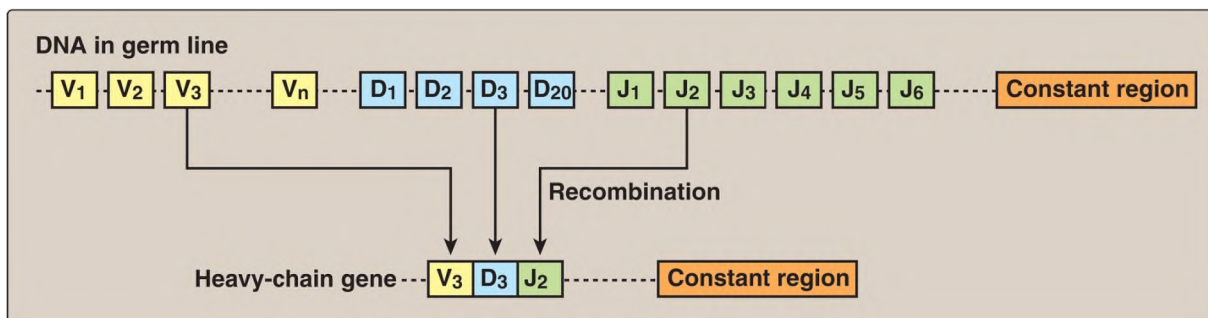 DNA in germ line
V₁ V₂ V₃ Vₙ D₁ D₂ D₃ D₂₀ J₁ J₂ J₃ J₄ J₅ J₆ Constant region
Recombination
Heavy-chain gene V₃ D₃ J₂ Constant region